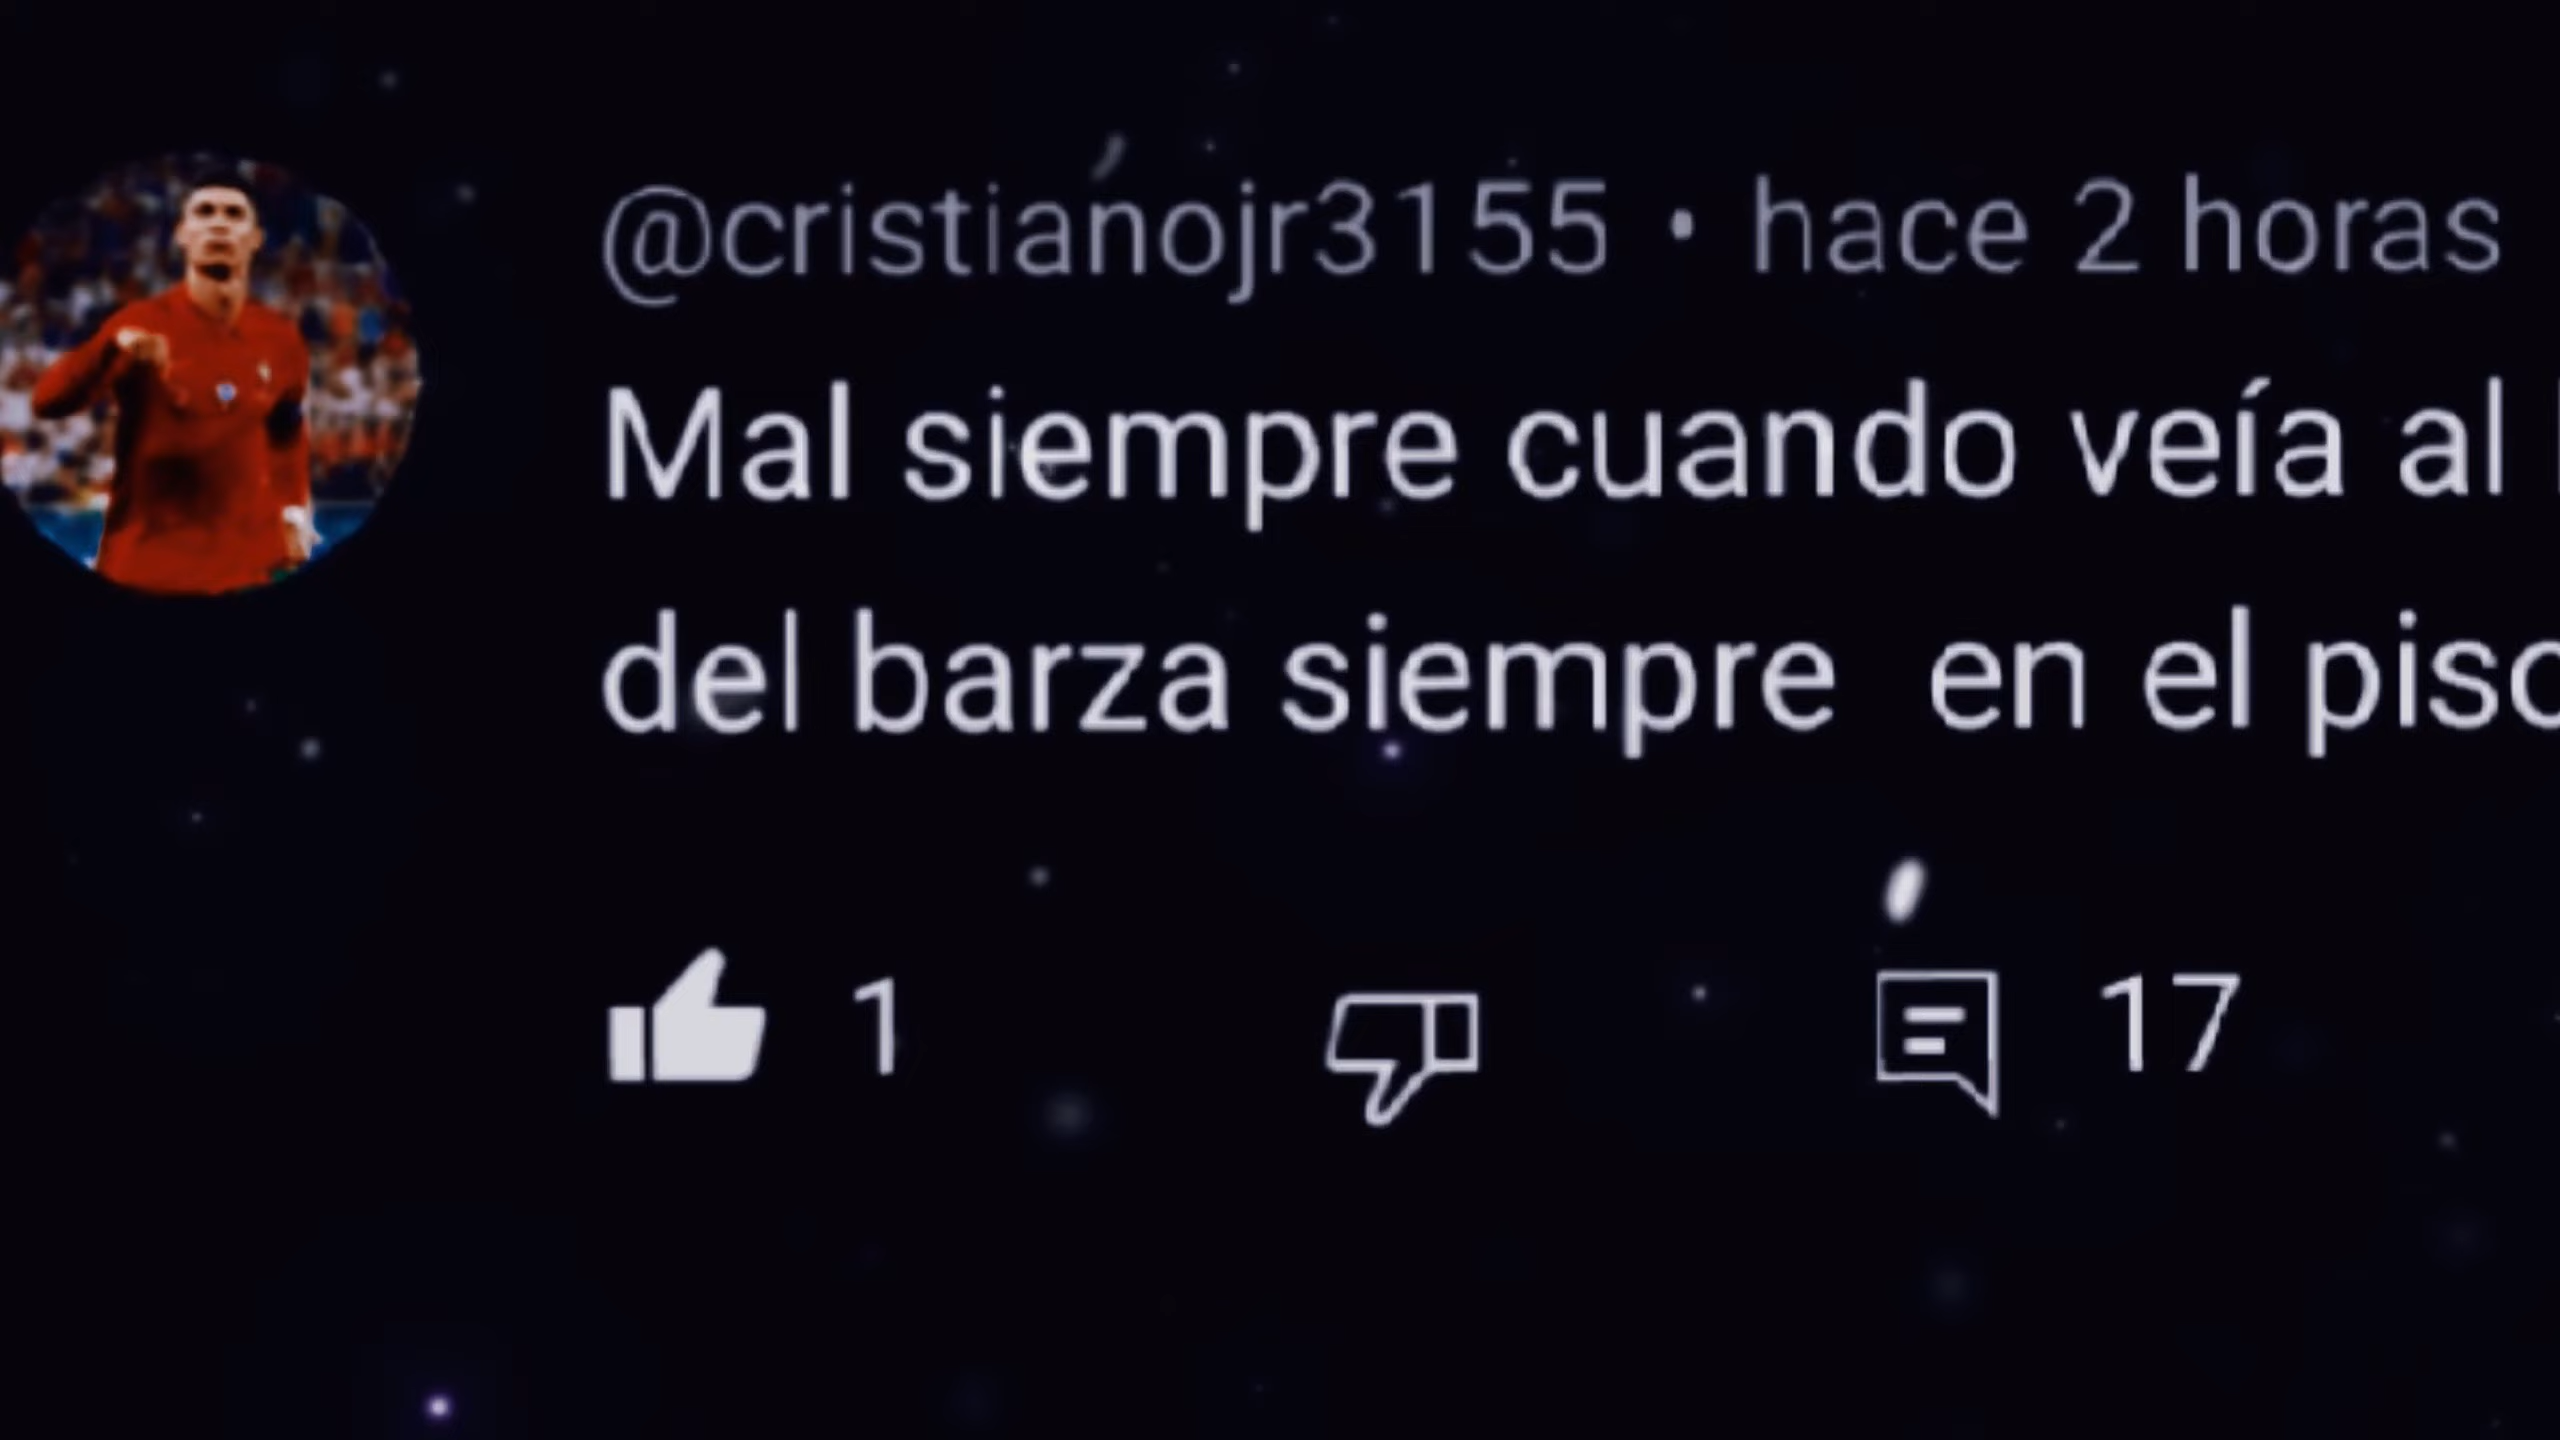 @cristianojr3155 • hace 2 horas
Mal siempre cuando veía al
del barza siempre  en el piso
1
17